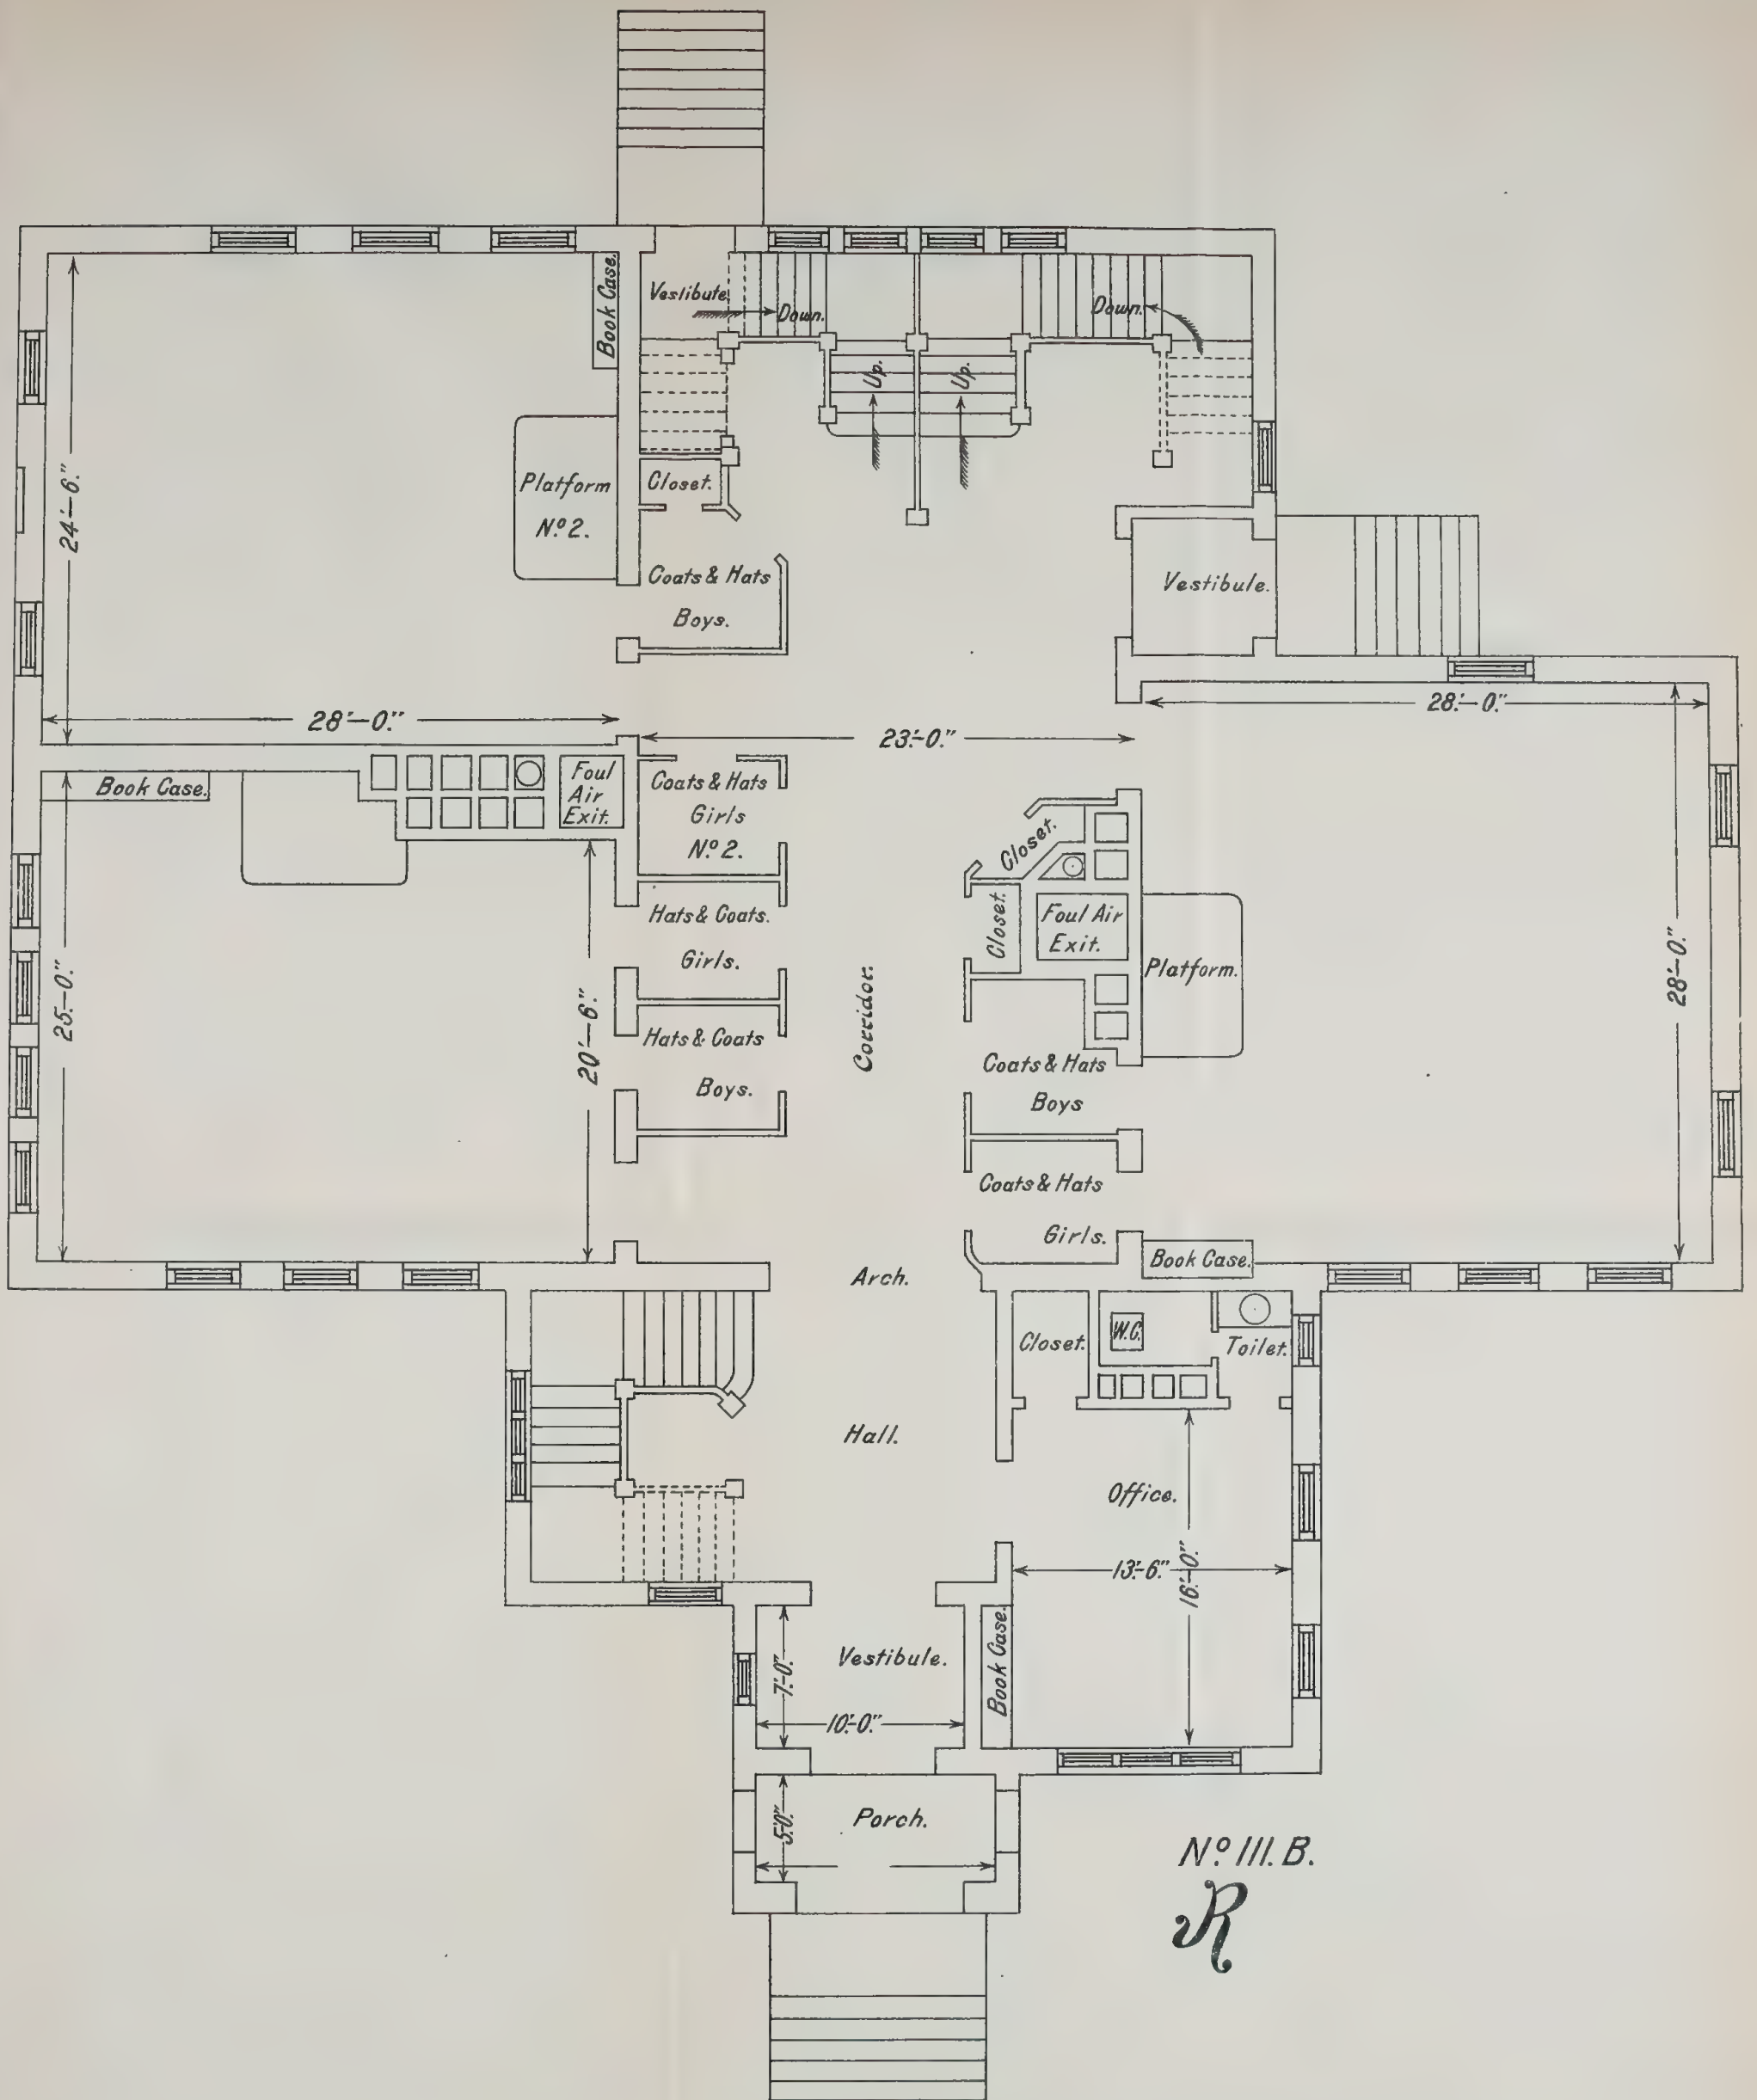 Book Case.
Vestibute
Down.
Down.
Up.
Up.
24'-6."
Platform
No. 2.
Closet.
Coats & Hats
Boys.
Vestibule.
28'-0."
23'-0."
28'-0."
Book Case.
Foul
Air
Exit.
Coats & Hats
Girls
No. 2.
Closet.
Closet.
Foul Air
Exit.
Platform.
Hats & Coats.
Girls.
25'-0."
20'-6."
28'-0."
Corridor.
Hats & Coats
Boys.
Coats & Hats
Boys
Coats & Hats
Girls.
Book Case.
Arch.
Closet.
W.C.
Toilet.
Hall.
Office.
13'-6."
16'-0."
Book Case.
Vestibule.
7'-0."
10'-0."
Porch.
5'-0."
No. III. B.
R